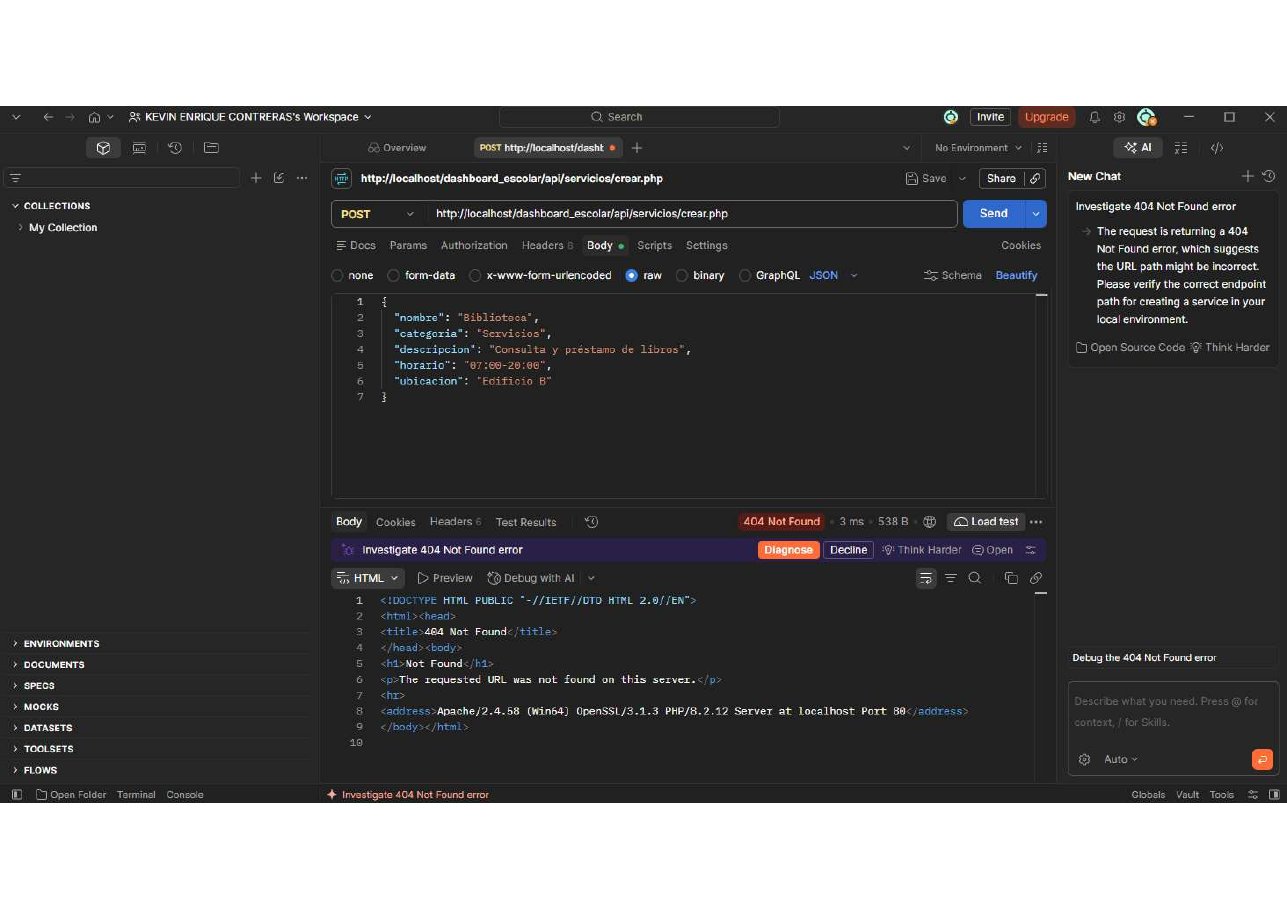 KEVIN ENRIQUE CONTRERAS's Workspace
Search
Invite
Upgrade
Overview
POST http://localhost/dasht
No Environment
AI
http://localhost/dashboard_escolar/api/servicios/crear.php
Save
Share
New Chat
COLLECTIONS
My Collection
POST
http://localhost/dashboard_escolar/api/servicios/crear.php
Send
Investigate 404 Not Found error
The request is returning a 404
Not Found error, which suggests
the URL path might be incorrect.
Please verify the correct endpoint
path for creating a service in your
local environment.
Open Source Code Think Harder
Docs Params Authorization Headers 8 Body Scripts Settings Cookies
none form-data x-www-form-urlencoded raw binary GraphQL JSON Schema Beautify
1 {
2 "nombre": "Biblioteca",
3 "categoria": "Servicios",
4 "descripcion": "Consulta y préstamo de libros",
5 "horario": "07:00-20:00",
6 "ubicacion": "Edificio B"
7 }
Body Cookies Headers 6 Test Results 404 Not Found 3 ms 538 B Load test
Investigate 404 Not Found error Diagnose Decline Think Harder Open
HTML Preview Debug with AI
1 <!DOCTYPE HTML PUBLIC "-//IETF//DTD HTML 2.0//EN">
2 <html><head>
3 <title>404 Not Found</title>
4 </head><body>
5 <h1>Not Found</h1>
6 <p>The requested URL was not found on this server.</p>
7 <hr>
8 <address>Apache/2.4.58 (Win64) OpenSSL/3.1.3 PHP/8.2.12 Server at localhost Port 80</address>
9 </body></html>
10
ENVIRONMENTS
DOCUMENTS
SPECS
MOCKS
DATASETS
TOOLSETS
FLOWS
Debug the 404 Not Found error
Describe what you need. Press @ for
context, / for Skills.
Auto
Open Folder Terminal Console
Investigate 404 Not Found error
Globals Vault Tools